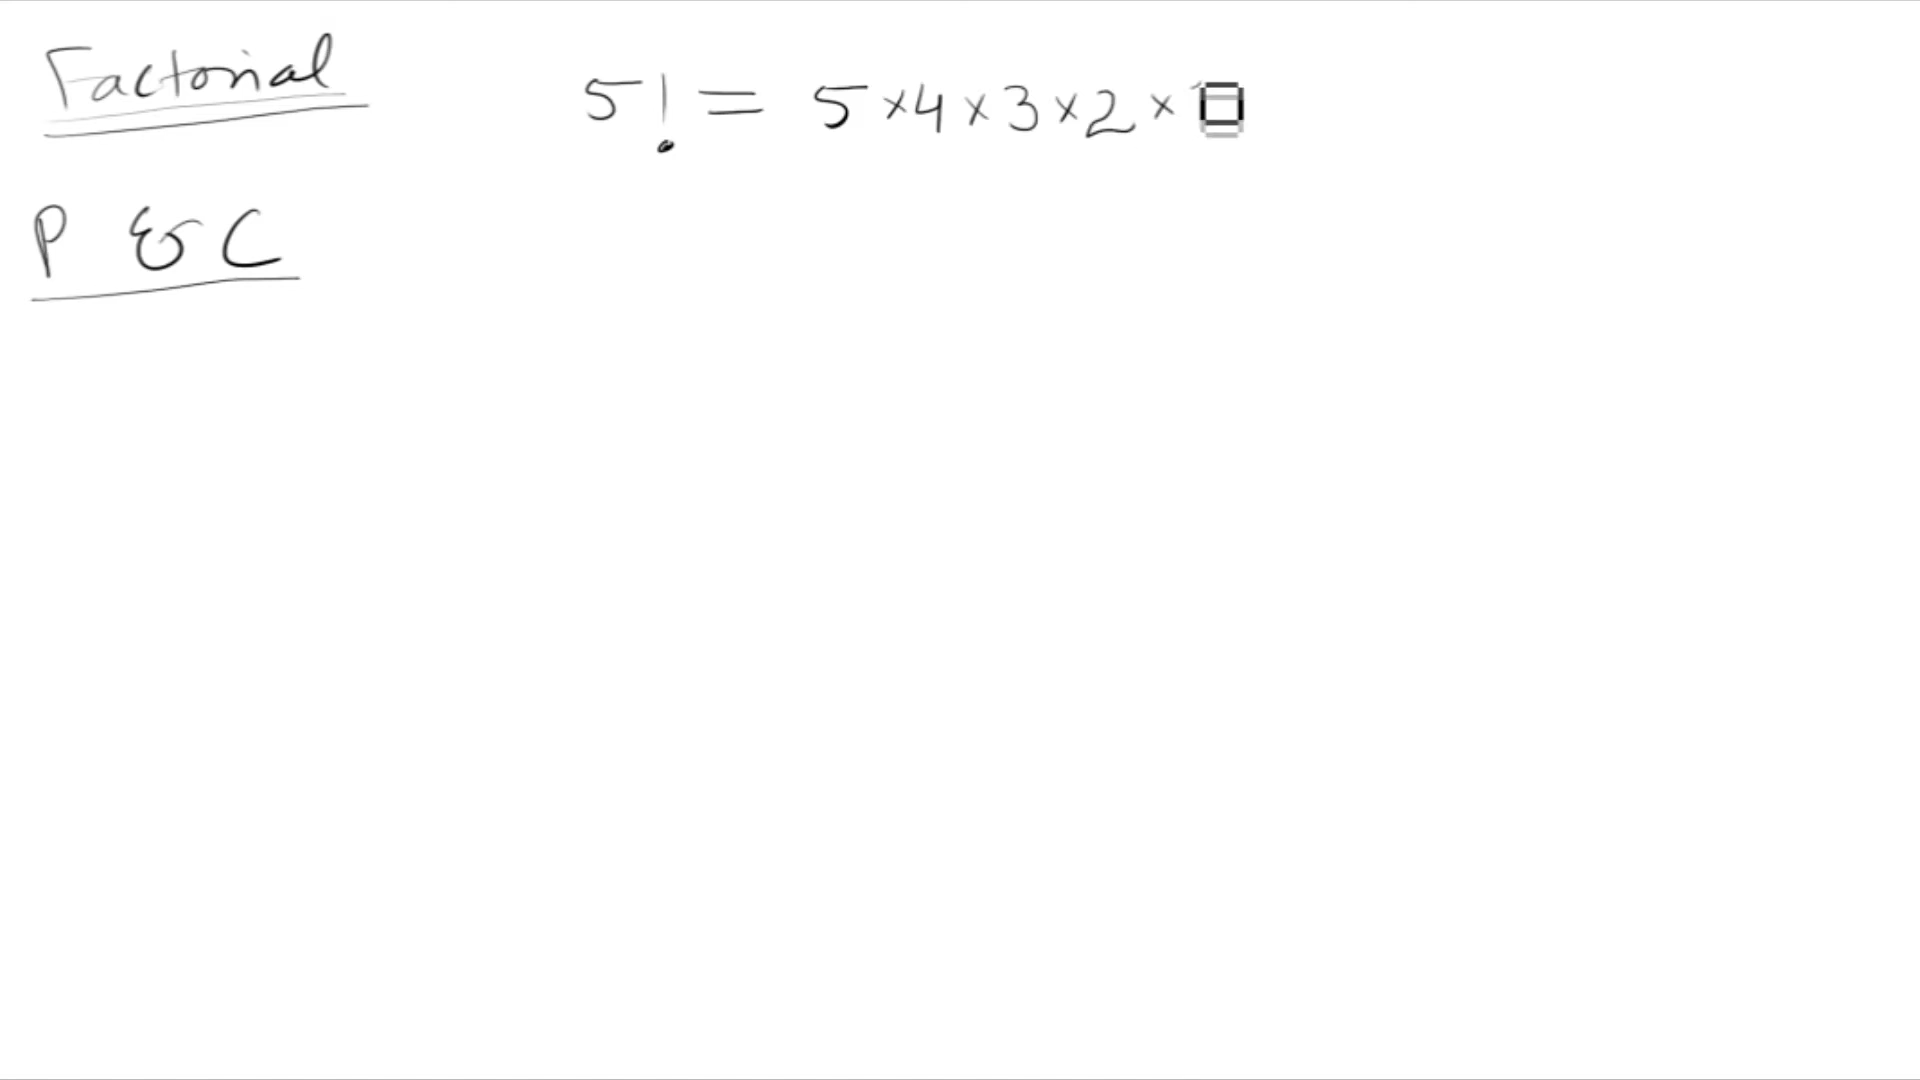 Factorial
5! = 5 × 4 × 3 × 2 ×
P & C